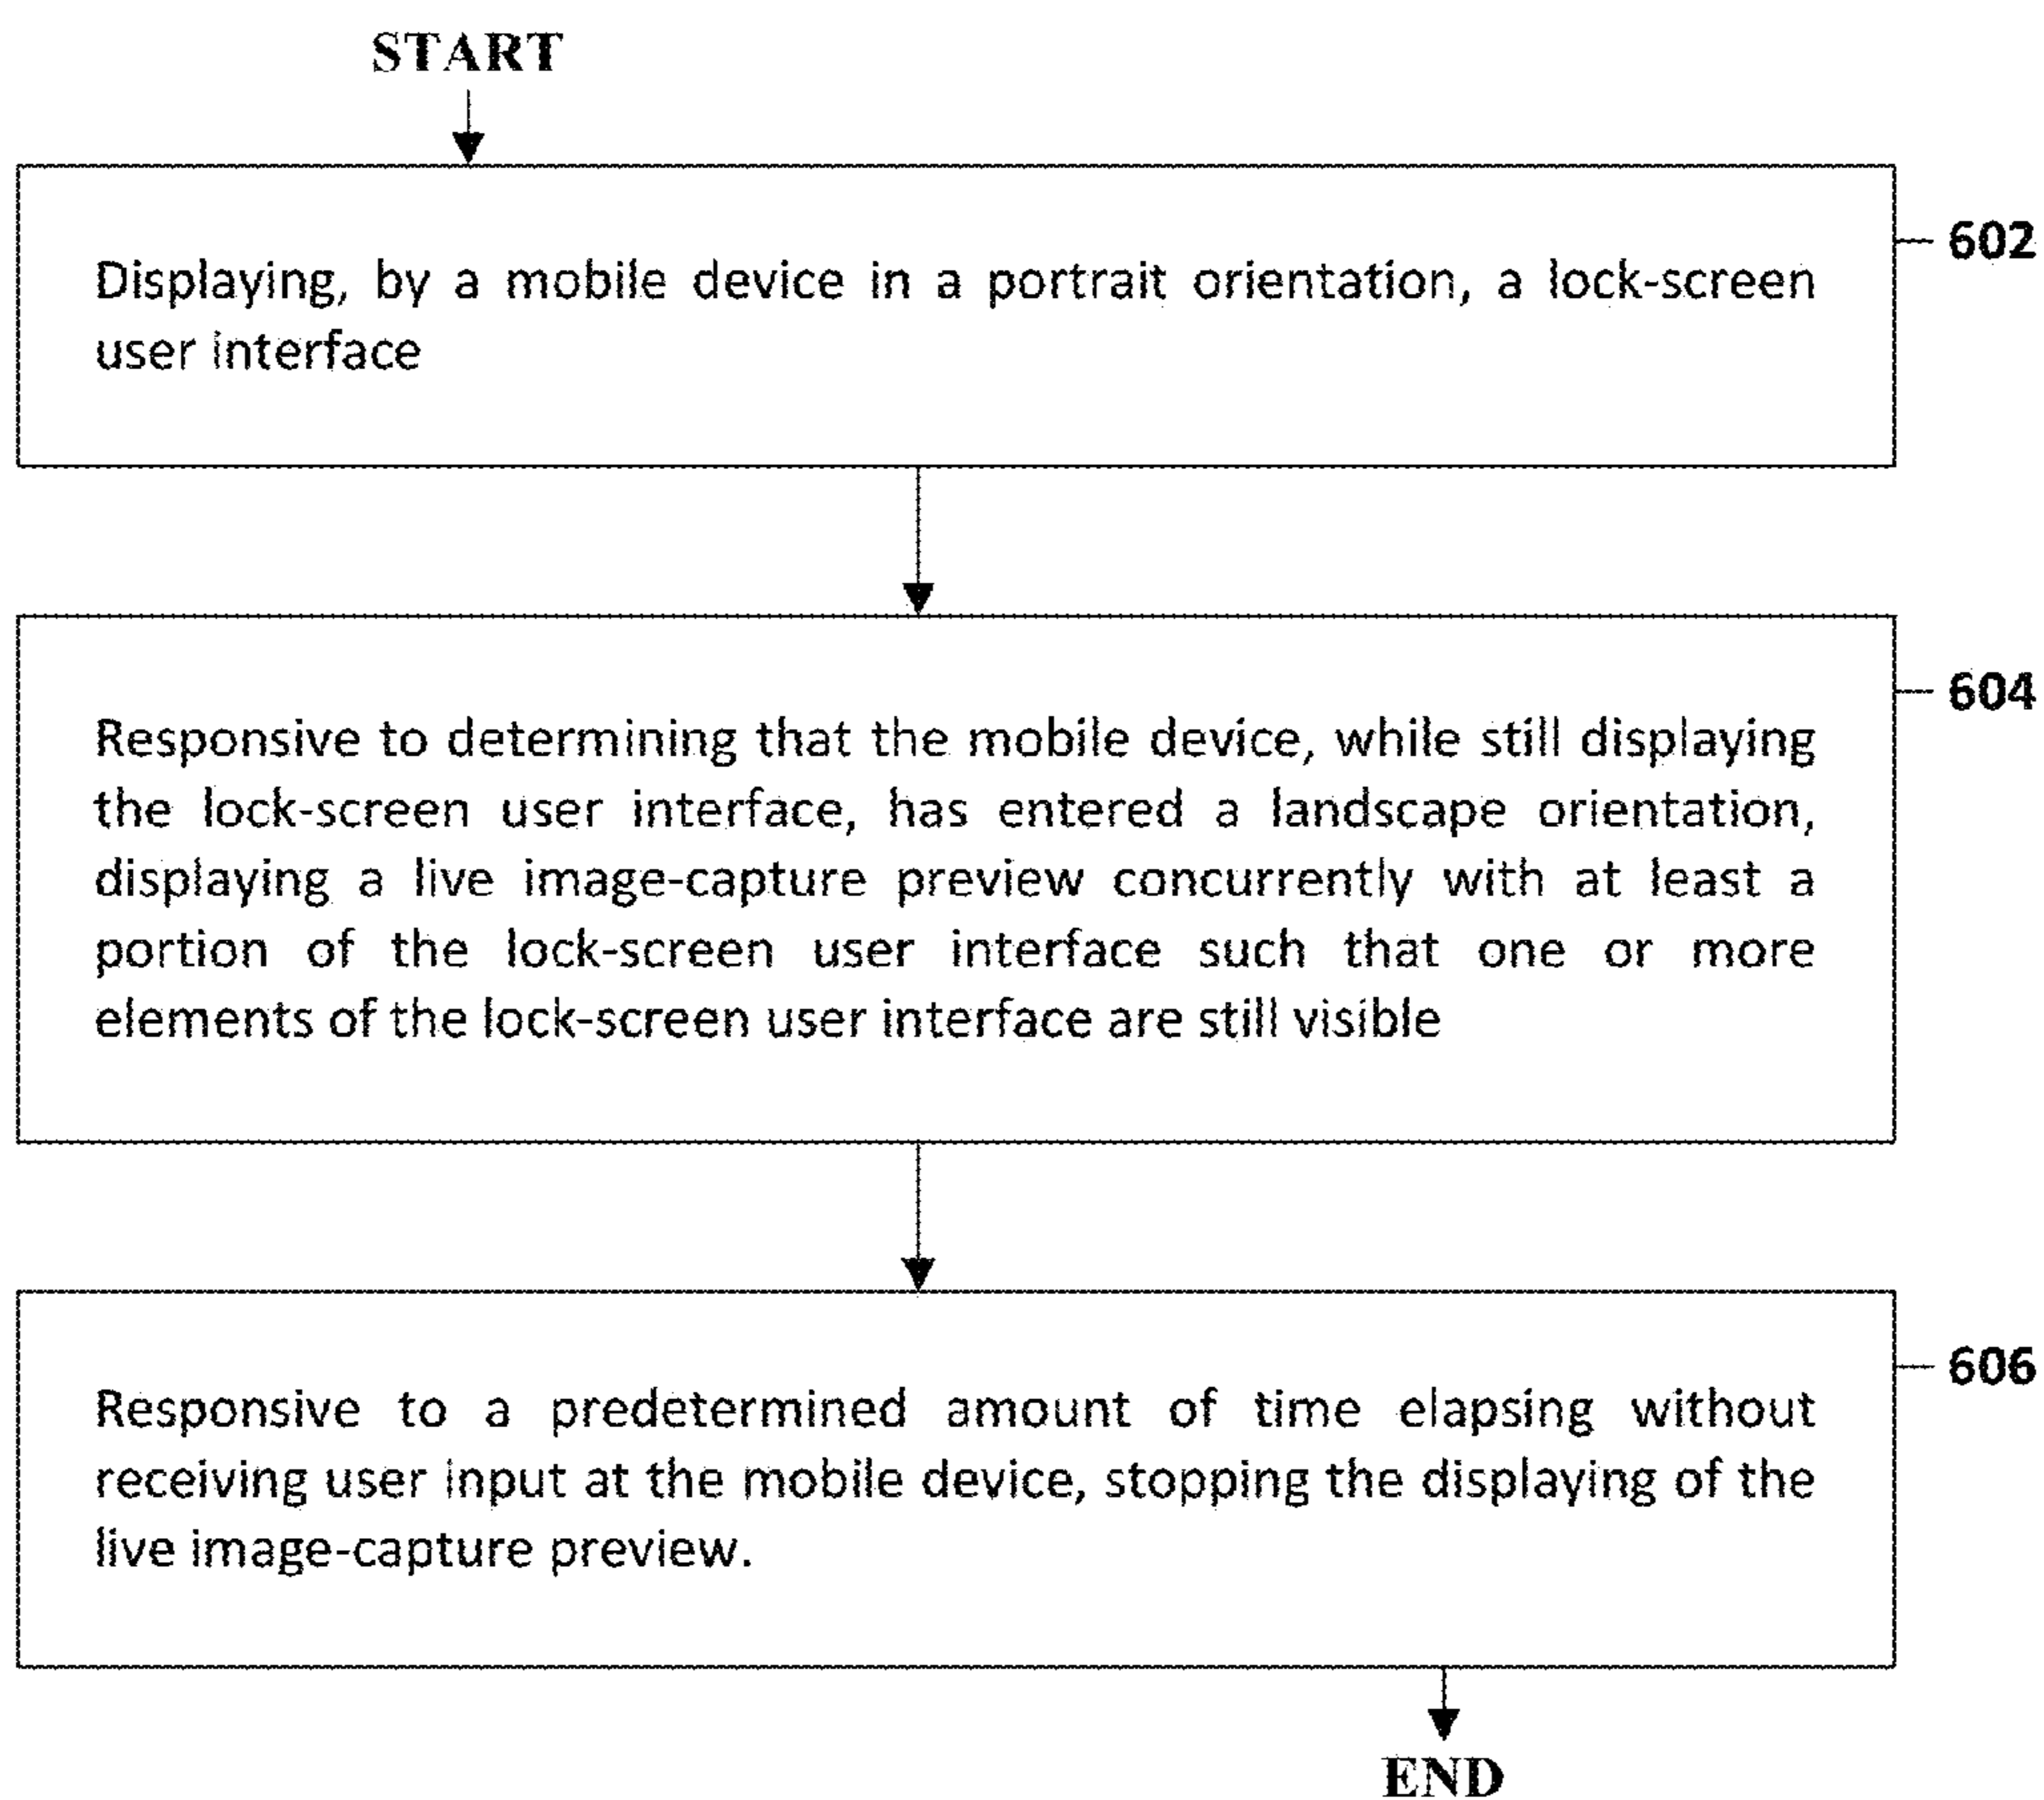 START
602
Displaying, by a mobile device in a portrait orientation, a lock-screen
user interface
604
Responsive to determining that the mobile device, while still displaying
the lock-screen user interface, has entered a landscape orientation,
displaying a live image-capture preview concurrently with at least a
portion of the lock-screen user interface such that one or more
elements of the lock-screen user interface are still visible
606
Responsive to a predetermined amount of time elapsing without
receiving user input at the mobile device, stopping the displaying of the
live image-capture preview.
END